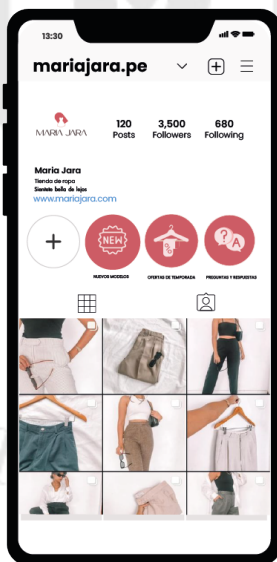 13:30
mariajara.pe
MARIA JARA
120 3,500 680
Posts Followers Following
Maria Jara
Tienda de ropa
Sientete bella de lejos
www.mariajara.com
NEW
? A
NUEVOS MODELOS OFERTAS DE TEMPORADA PREGUNTAS Y RESPUESTAS